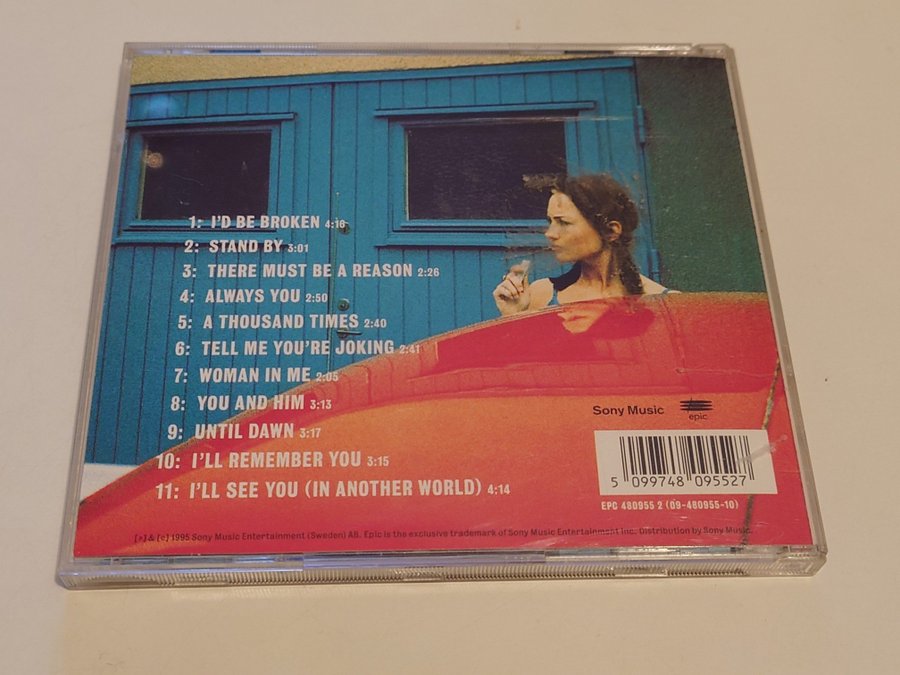 1: I'D BE BROKEN 4:16
2: STAND BY 3:01
3: THERE MUST BE A REASON 2:26
4: ALWAYS YOU 2:50
5: A THOUSAND TIMES 2:40
6: TELL ME YOU'RE JOKING 2:41
7: WOMAN IN ME 2:05
8: YOU AND HIM 3:13
9: UNTIL DAWN 3:17
10: I'LL REMEMBER YOU 3:15
11: I'LL SEE YOU (IN ANOTHER WORLD) 4:14
Sony Music
epic
5 099748 095527
EPC 480955 2 (09-480955-10)
[p] & [c] 1995 Sony Music Entertainment (Sweden) AB. Epic is the exclusive trademark of Sony Music Entertainment Inc. Distribution by Sony Music.